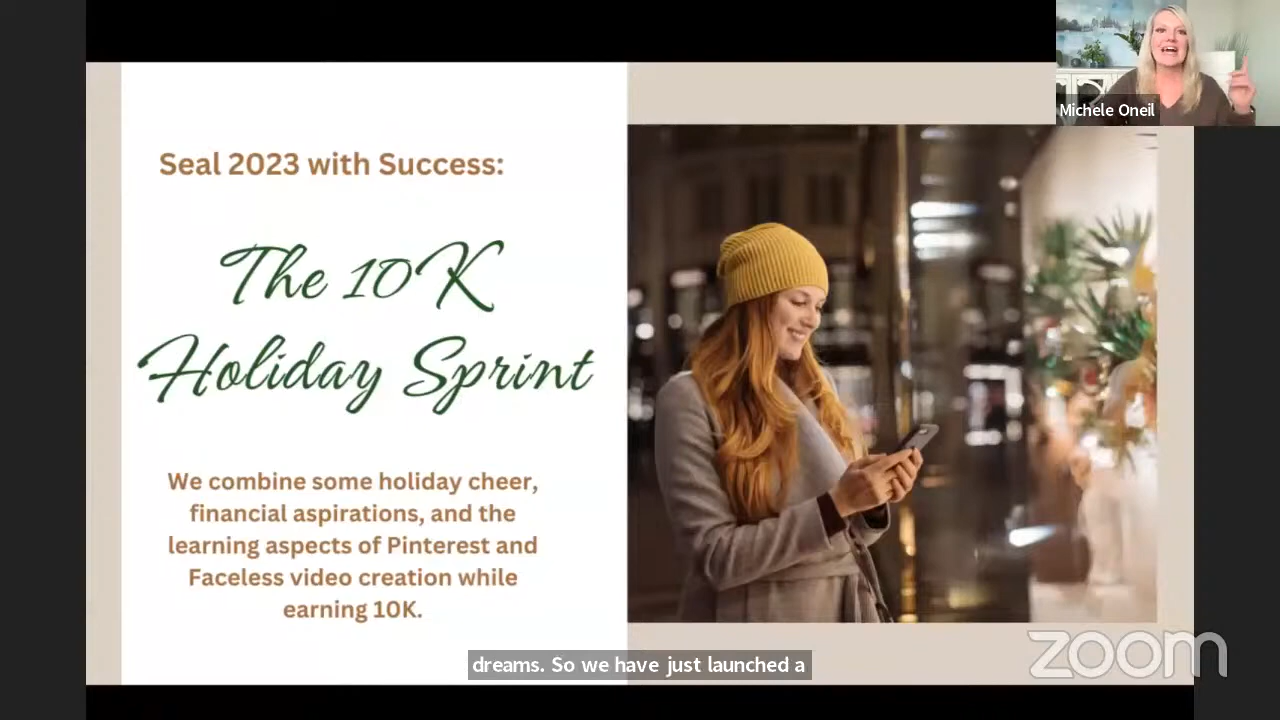 Michele Oneil
Seal 2023 with Success:
The 10K
Holiday Sprint
We combine some holiday cheer,
financial aspirations, and the
learning aspects of Pinterest and
Faceless video creation while
earning 10K.
zoom
dreams. So we have just launched a